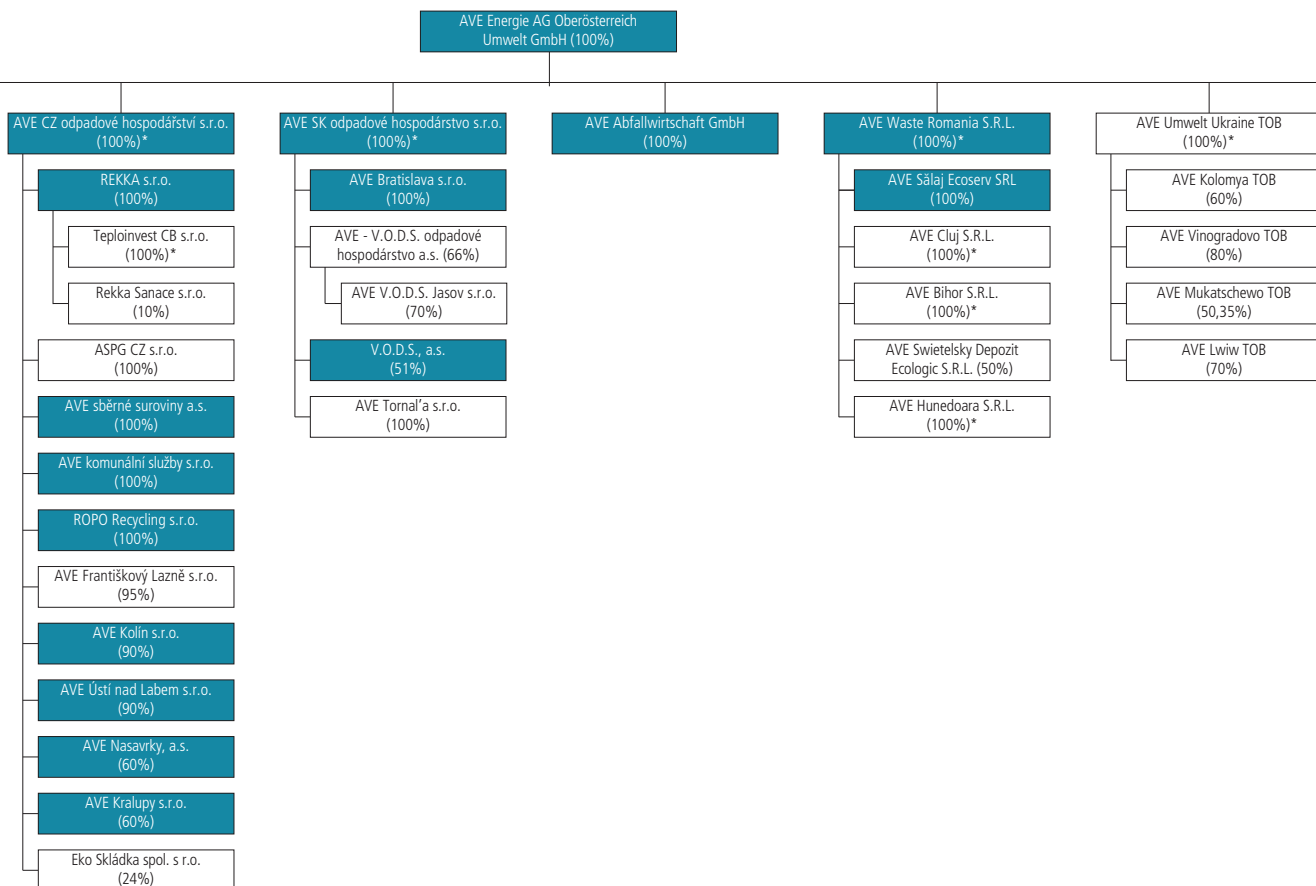 AVE Energie AG Oberösterreich
Umwelt GmbH (100%)
AVE CZ odpadové hospodářství s.r.o.
(100%)*
REKKA s.r.o.
(100%)
Teploinvest CB s.r.o.
(100%)*
Rekka Sanace s.r.o.
(10%)
ASPG CZ s.r.o.
(100%)
AVE sběrné suroviny a.s.
(100%)
AVE komunální služby s.r.o.
(100%)
ROPO Recycling s.r.o.
(100%)
AVE Františkový Lazně s.r.o.
(95%)
AVE Kolín s.r.o.
(90%)
AVE Ústí nad Labem s.r.o.
(90%)
AVE Nasavrky, a.s.
(60%)
AVE Kralupy s.r.o.
(60%)
Eko Skládka spol. s r.o.
(24%)
AVE SK odpadové hospodárstvo s.r.o.
(100%)*
AVE Bratislava s.r.o.
(100%)
AVE - V.O.D.S. odpadové
hospodárstvo a.s. (66%)
AVE V.O.D.S. Jasov s.r.o.
(70%)
V.O.D.S., a.s.
(51%)
AVE Tornal’a s.r.o.
(100%)
AVE Abfallwirtschaft GmbH
(100%)
AVE Waste Romania S.R.L.
(100%)*
AVE Sălaj Ecoserv SRL
(100%)
AVE Cluj S.R.L.
(100%)*
AVE Bihor S.R.L.
(100%)*
AVE Swietelsky Depozit
Ecologic S.R.L. (50%)
AVE Hunedoara S.R.L.
(100%)*
AVE Umwelt Ukraine TOB
(100%)*
AVE Kolomya TOB
(60%)
AVE Vinogradovo TOB
(80%)
AVE Mukatschewo TOB
(50,35%)
AVE Lwiw TOB
(70%)